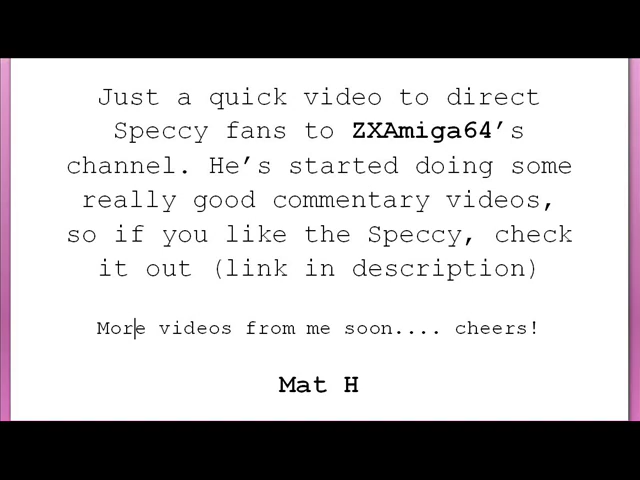 Just a quick video to direct
Speccy fans to ZXAmiga64’s
channel. He’s started doing some
really good commentary videos,
so if you like the Speccy, check
it out (link in description)
More videos from me soon.... cheers!
Mat H